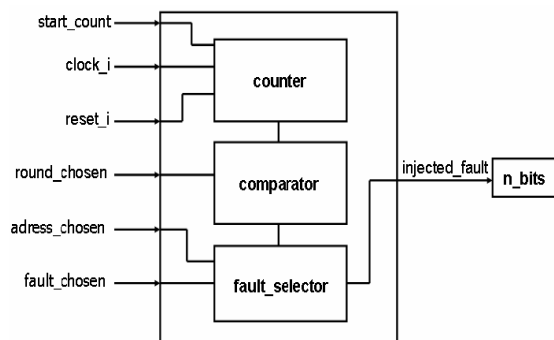 start_count
clock_i
counter
reset_i
round_chosen
comparator
injected_fault
n_bits
adress_chosen
fault_chosen
fault_selector